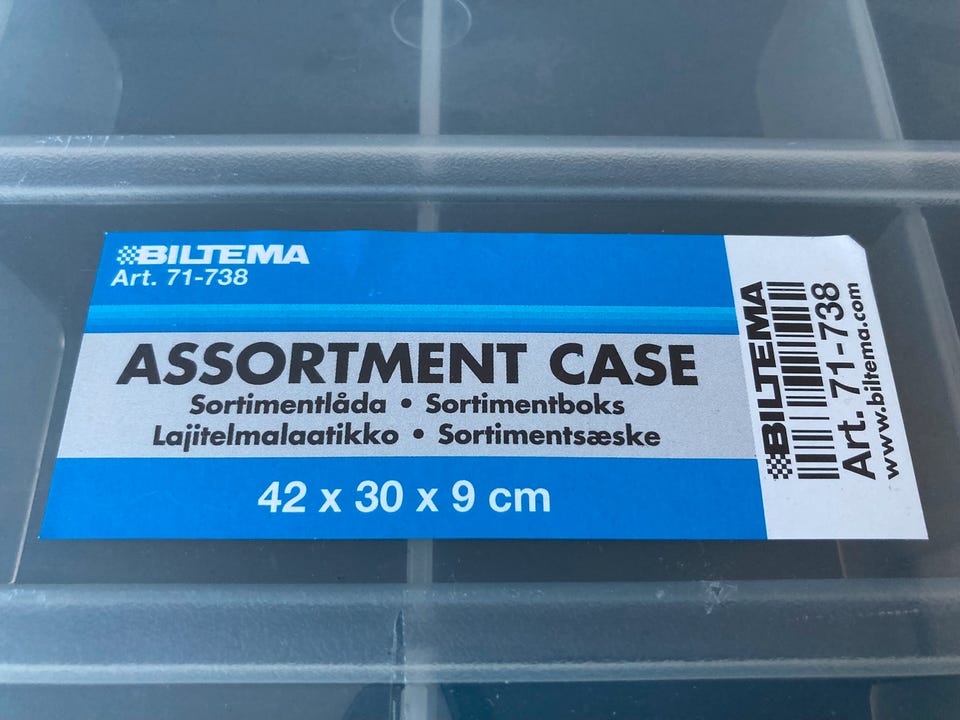 BILTEMA
Art. 71-738
ASSORTMENT CASE
Sortimentlåda • Sortimentboks
Lajitelmalaatikko • Sortimentsæske
42 x 30 x 9 cm
BILTEMA
Art. 71-738
www.biltema.com